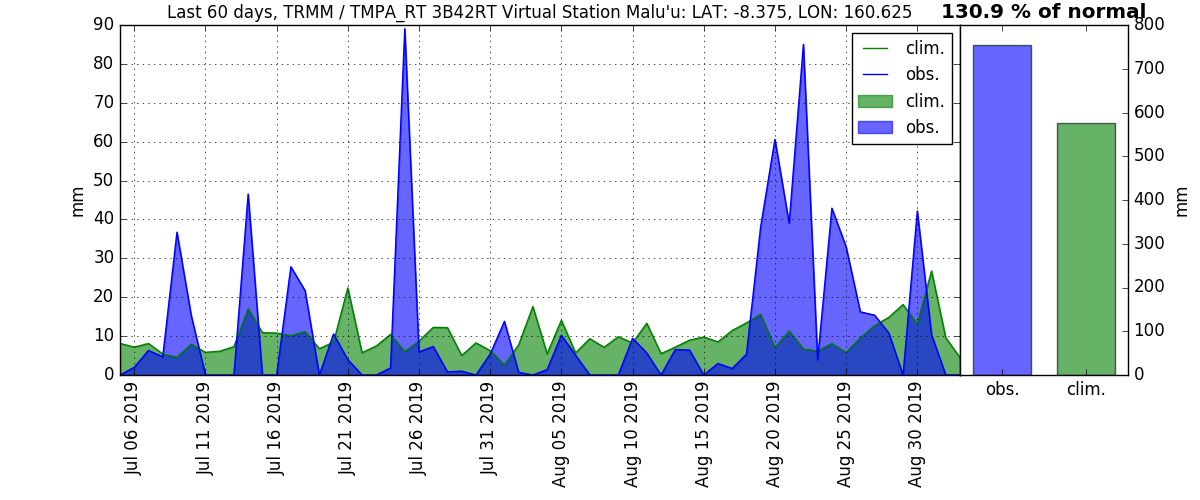 Last 60 days, TRMM / TMPA_RT 3B42RT Virtual Station Malu'u: LAT: -8.375, LON: 160.625
130.9 % of normal
90
80
70
60
50
40
30
20
10
0
mm
clim.
obs.
clim.
obs.
800
700
600
500
400
300
200
100
0
mm
Jul 06 2019
Jul 11 2019
Jul 16 2019
Jul 21 2019
Jul 26 2019
Jul 31 2019
Aug 05 2019
Aug 10 2019
Aug 15 2019
Aug 20 2019
Aug 25 2019
Aug 30 2019
obs.
clim.